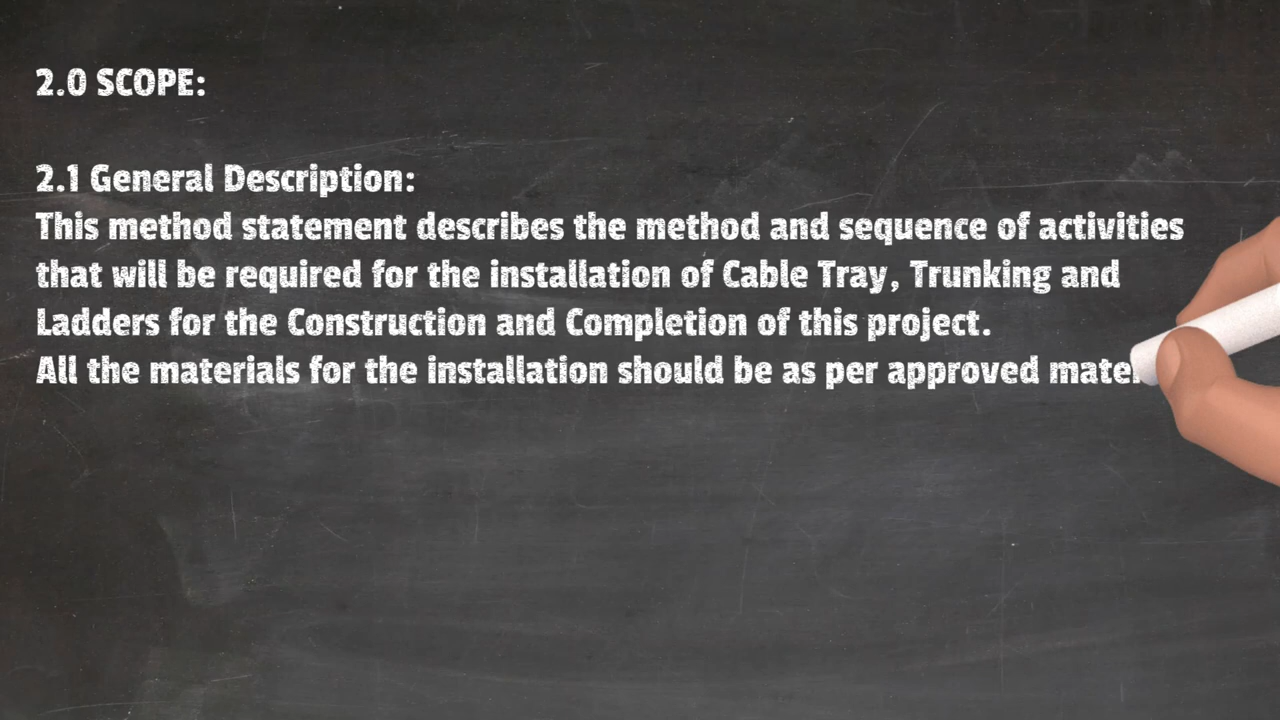 2.0 SCOPE:
2.1 General Description:
This method statement describes the method and sequence of activities
that will be required for the installation of Cable Tray, Trunking and
Ladders for the Construction and Completion of this project.
All the materials for the installation should be as per approved